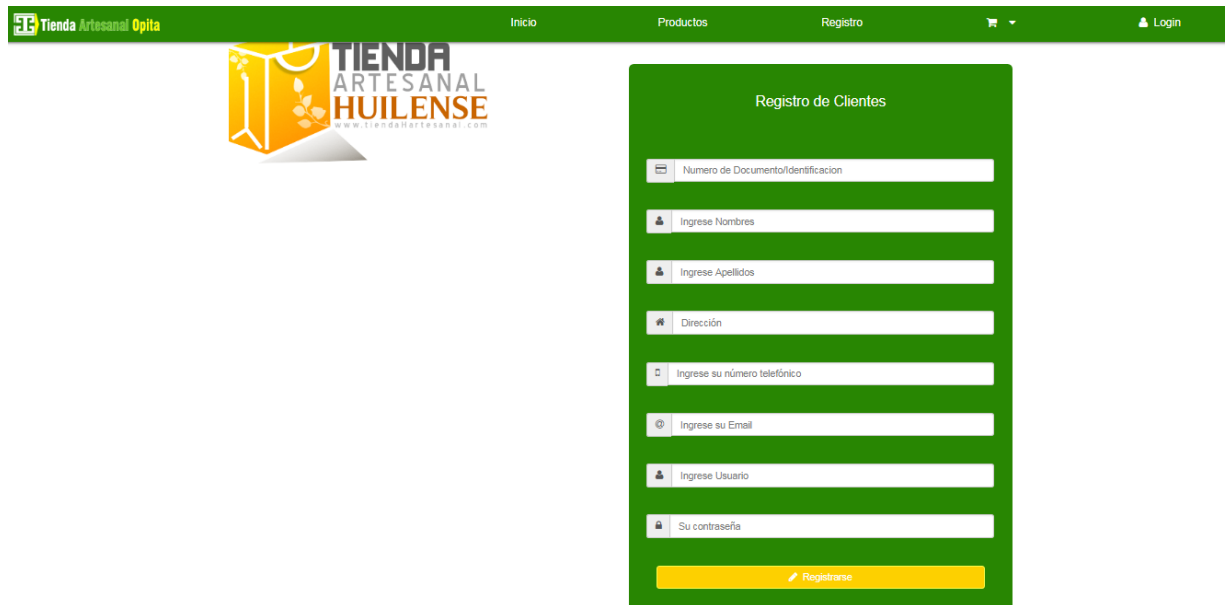 Tienda Artesanal Opita
Inicio
Productos
Registro
Login
TIENDA
ARTESANAL
HUILENSE
www.tiendaHartesanal.com
Registro de Clientes
Numero de Documento/Identificacion
Ingrese Nombres
Ingrese Apellidos
Dirección
Ingrese su número telefónico
@ Ingrese su Email
Ingrese Usuario
Su contraseña
Registrarse